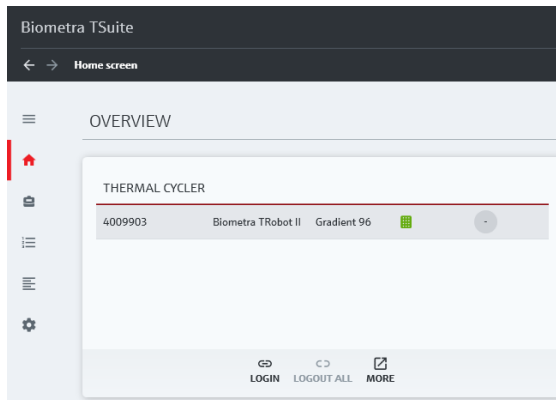 Biometra TSuite
Home screen
OVERVIEW
THERMAL CYCLER
4009903 Biometra TRobot II Gradient 96 -
LOGIN LOGOUT ALL MORE